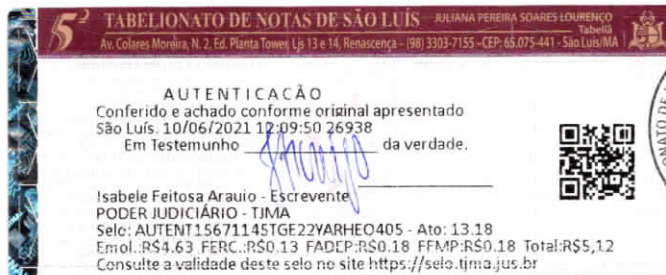 5º TABELIONATO DE NOTAS DE SÃO LUÍS JULIANA PEREIRA SOARES LOURENÇO
Tabeliã
Av. Colares Moreira, N. 2, Ed. Planta Tower, Ljs 13 e 14, Renascença - (98) 3303-7155 - CEP: 65.075-441 - São Luís/MA
AUTENTICACÃO
Conferido e achado conforme original apresentado
São Luís. 10/06/2021 12:09:50 26938
Em Testemunho da verdade.
Isabele Feitosa Arauio - Escrevente
PODER JUDICIÁRIO - TJMA
Selo: AUTENT15671145TGE22YARHEO405 - Ato: 13.18
Emol.:R$4.63 FERC.:R$0.13 FADEP:R$0.18 FFMP:R$0.18 Total:R$5,12
Consulte a validade deste selo no site https://selo.tjma.jus.br